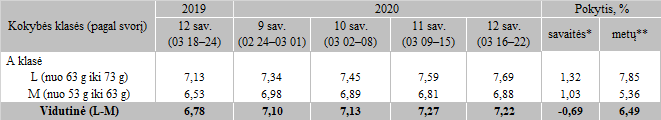 Kokybės klasės (pagal svorį) 2019 2020 Pokytis, %
12 sav. (03 18–24) 9 sav. (02 24–03 01) 10 sav. (03 02–08) 11 sav. (03 09–15) 12 sav. (03 16–22) savaitės* metų**
A klasė
L (nuo 63 g iki 73 g) 7,13 7,34 7,45 7,59 7,69 1,32 7,85
M (nuo 53 g iki 63 g) 6,53 6,98 6,89 6,81 6,88 1,03 5,36
Vidutinė (L-M) 6,78 7,10 7,13 7,27 7,22 -0,69 6,49